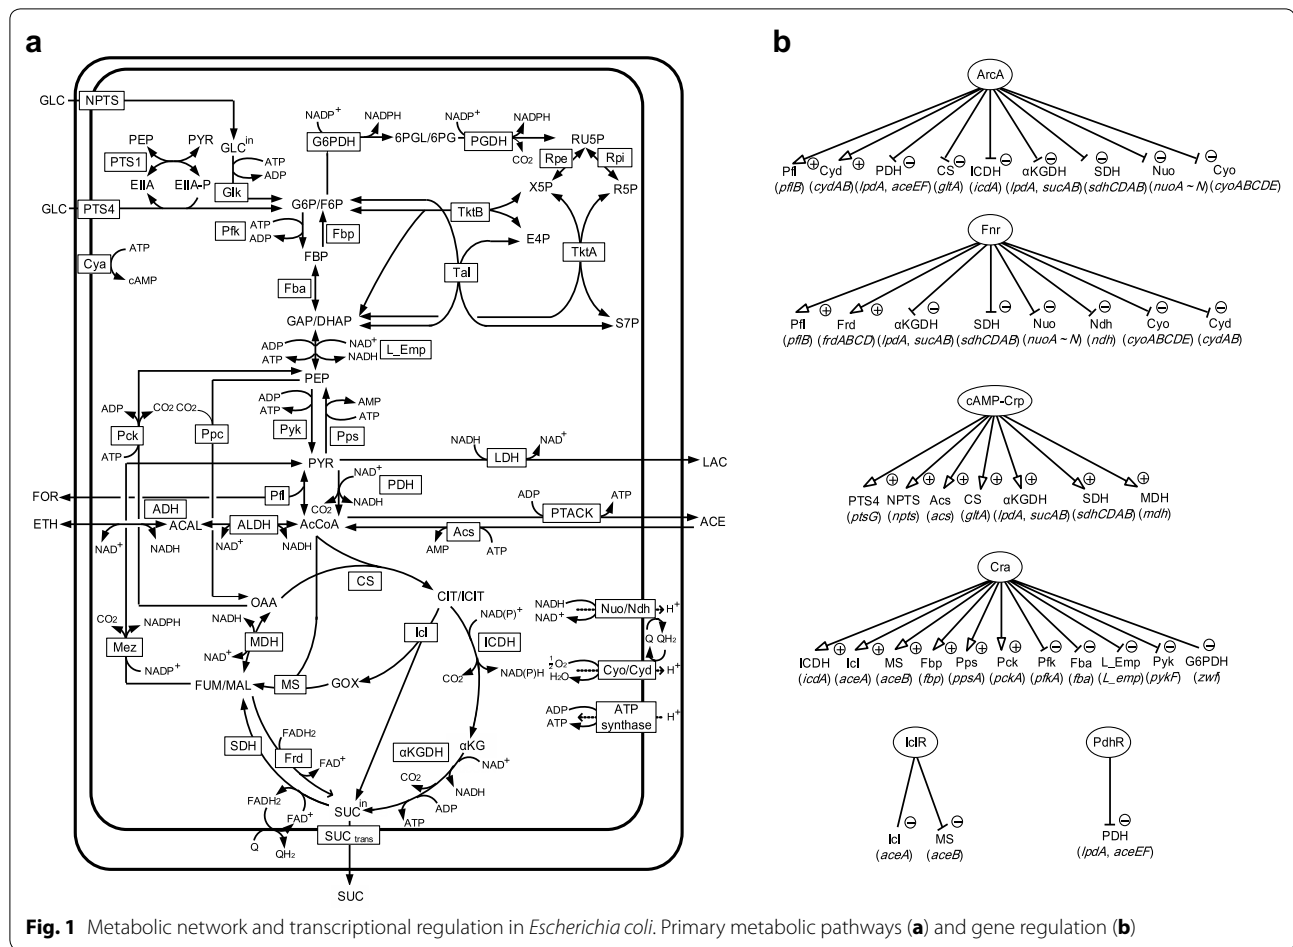 a
b
GLC NPTS
PEP PYR
PTS1
EIIA EIIA-P
GLCin
ATP
ADP
Glk
GLC PTS4
Cya
ATP
cAMP
NADP+ NADPH
G6PDH
6PGL/6PG
NADP+ NADPH
PGDH
CO2
RU5P
Rpe Rpi
X5P R5P
G6P/F6P
TktB
E4P
ATP
ADP
Pfk Fbp
FBP
Tal TktA
Fba
GAP/DHAP
S7P
ADP NAD+
ATP NADH
L_Emp
PEP
ADP CO2 CO2
Pck Ppc
ATP
ADP AMP
ATP ATP
Pyk Pps
PYR
NADH NAD+
LDH
LAC
NAD+
PDH
NADH
CO2
FOR
Pfl
ADH
ETH ACAL ALDH AcCoA
NAD+ NADH NAD+ NADH
ADP ATP
PTACK
ACE
Acs
AMP ATP
CS
OAA
CIT/ICIT
NADH
MDH
NAD+
CO2 NADPH
Mez
NADP+
Icl
NAD(P)+
ICDH
NAD(P)H
CO2
FUM/MAL MS GOX
NADH
NAD+
Nuo/Ndh H+
Q QH2
1/2O2
H2O
Cyo/Cyd H+
ADP
ATP
ATP
synthase
H+
SDH
FADH2
Frd
FAD+
αKGDH
αKG
NAD+
NADH
CO2
ADP
ATP
FADH2 FAD+
Q QH2
SUCin
SUC trans
SUC
ArcA
+ + − − − − − − −
Pfl Cyd PDH CS ICDH αKGDH SDH Nuo Cyo
(pflB) (cydAB) (lpdA, aceEF) (gltA) (icdA) (lpdA, sucAB) (sdhCDAB) (nuoA ~ N) (cyoABCDE)
Fnr
+ + − − − − − −
Pfl Frd αKGDH SDH Nuo Ndh Cyo Cyd
(pflB) (frdABCD) (lpdA, sucAB) (sdhCDAB) (nuoA ~ N) (ndh) (cyoABCDE) (cydAB)
cAMP-Crp
+ + + + + + +
PTS4 NPTS Acs CS αKGDH SDH MDH
(ptsG) (npts) (acs) (gltA) (lpdA, sucAB) (sdhCDAB) (mdh)
Cra
+ + + + + + − − − − −
ICDH Icl MS Fbp Pps Pck Pfk Fba L_Emp Pyk G6PDH
(icdA) (aceA) (aceB) (fbp) (ppsA) (pckA) (pfkA) (fba) (L_emp) (pykF) (zwf)
IclR PdhR
− − −
Icl MS PDH
(aceA) (aceB) (lpdA, aceEF)
Fig. 1 Metabolic network and transcriptional regulation in Escherichia coli. Primary metabolic pathways (a) and gene regulation (b)